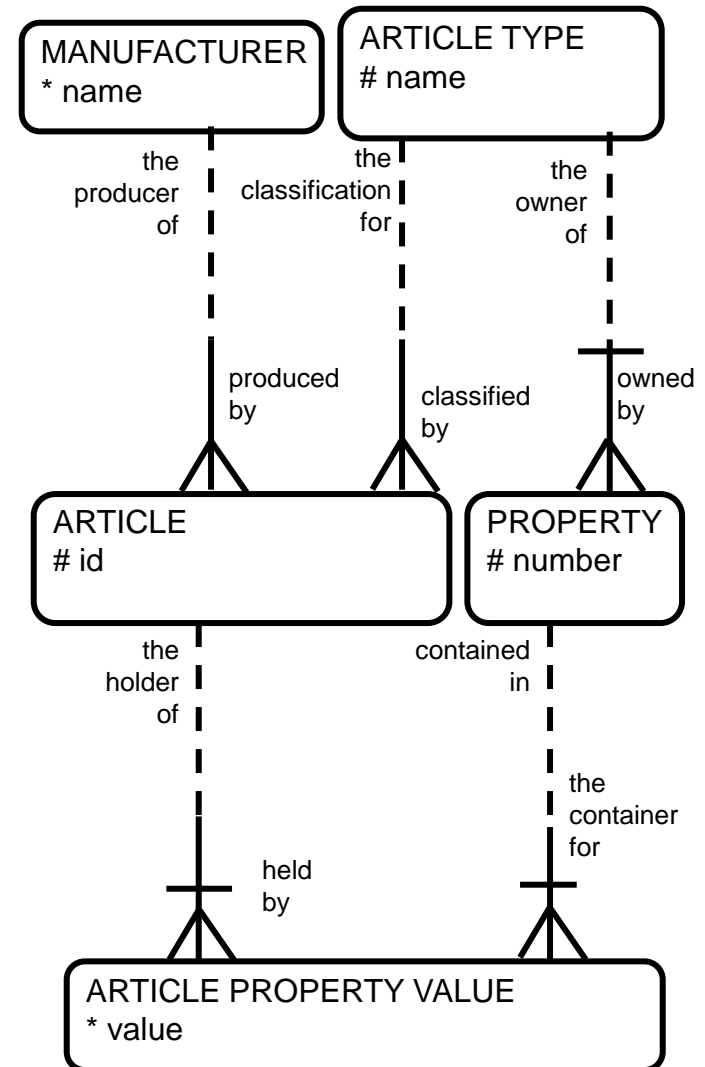 MANUFACTURER
* name
ARTICLE TYPE
# name
the
producer
of
the
classification
for
the
owner
of
produced
by
classified
by
owned
by
ARTICLE
# id
PROPERTY
# number
the
holder
of
contained
in
held
by
the
container
for
ARTICLE PROPERTY VALUE
* value